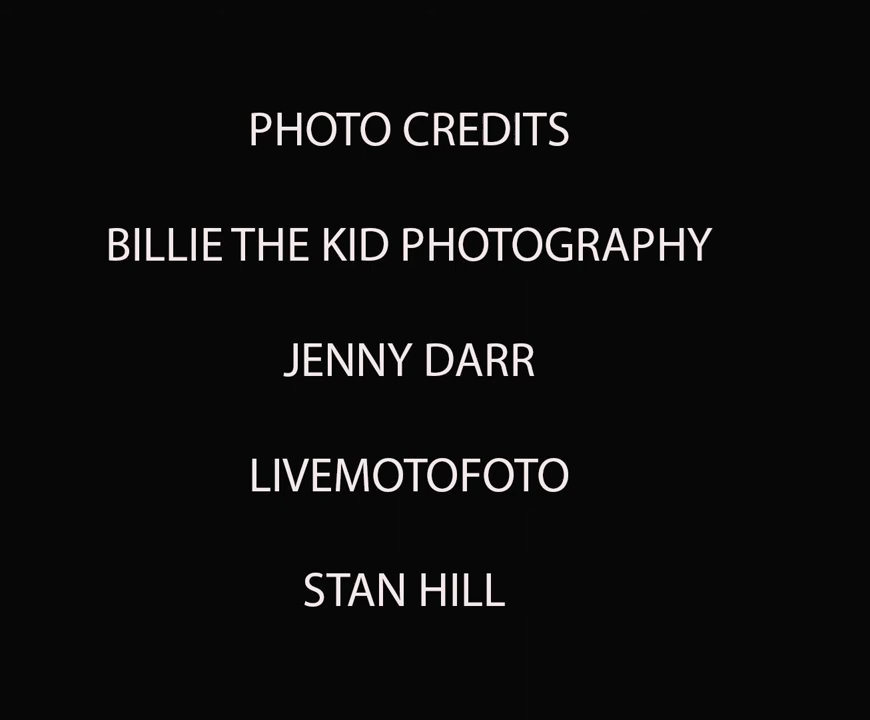 PHOTO CREDITS
BILLIE THE KID PHOTOGRAPHY
JENNY DARR
LIVEMOTOFOTO
STAN HILL